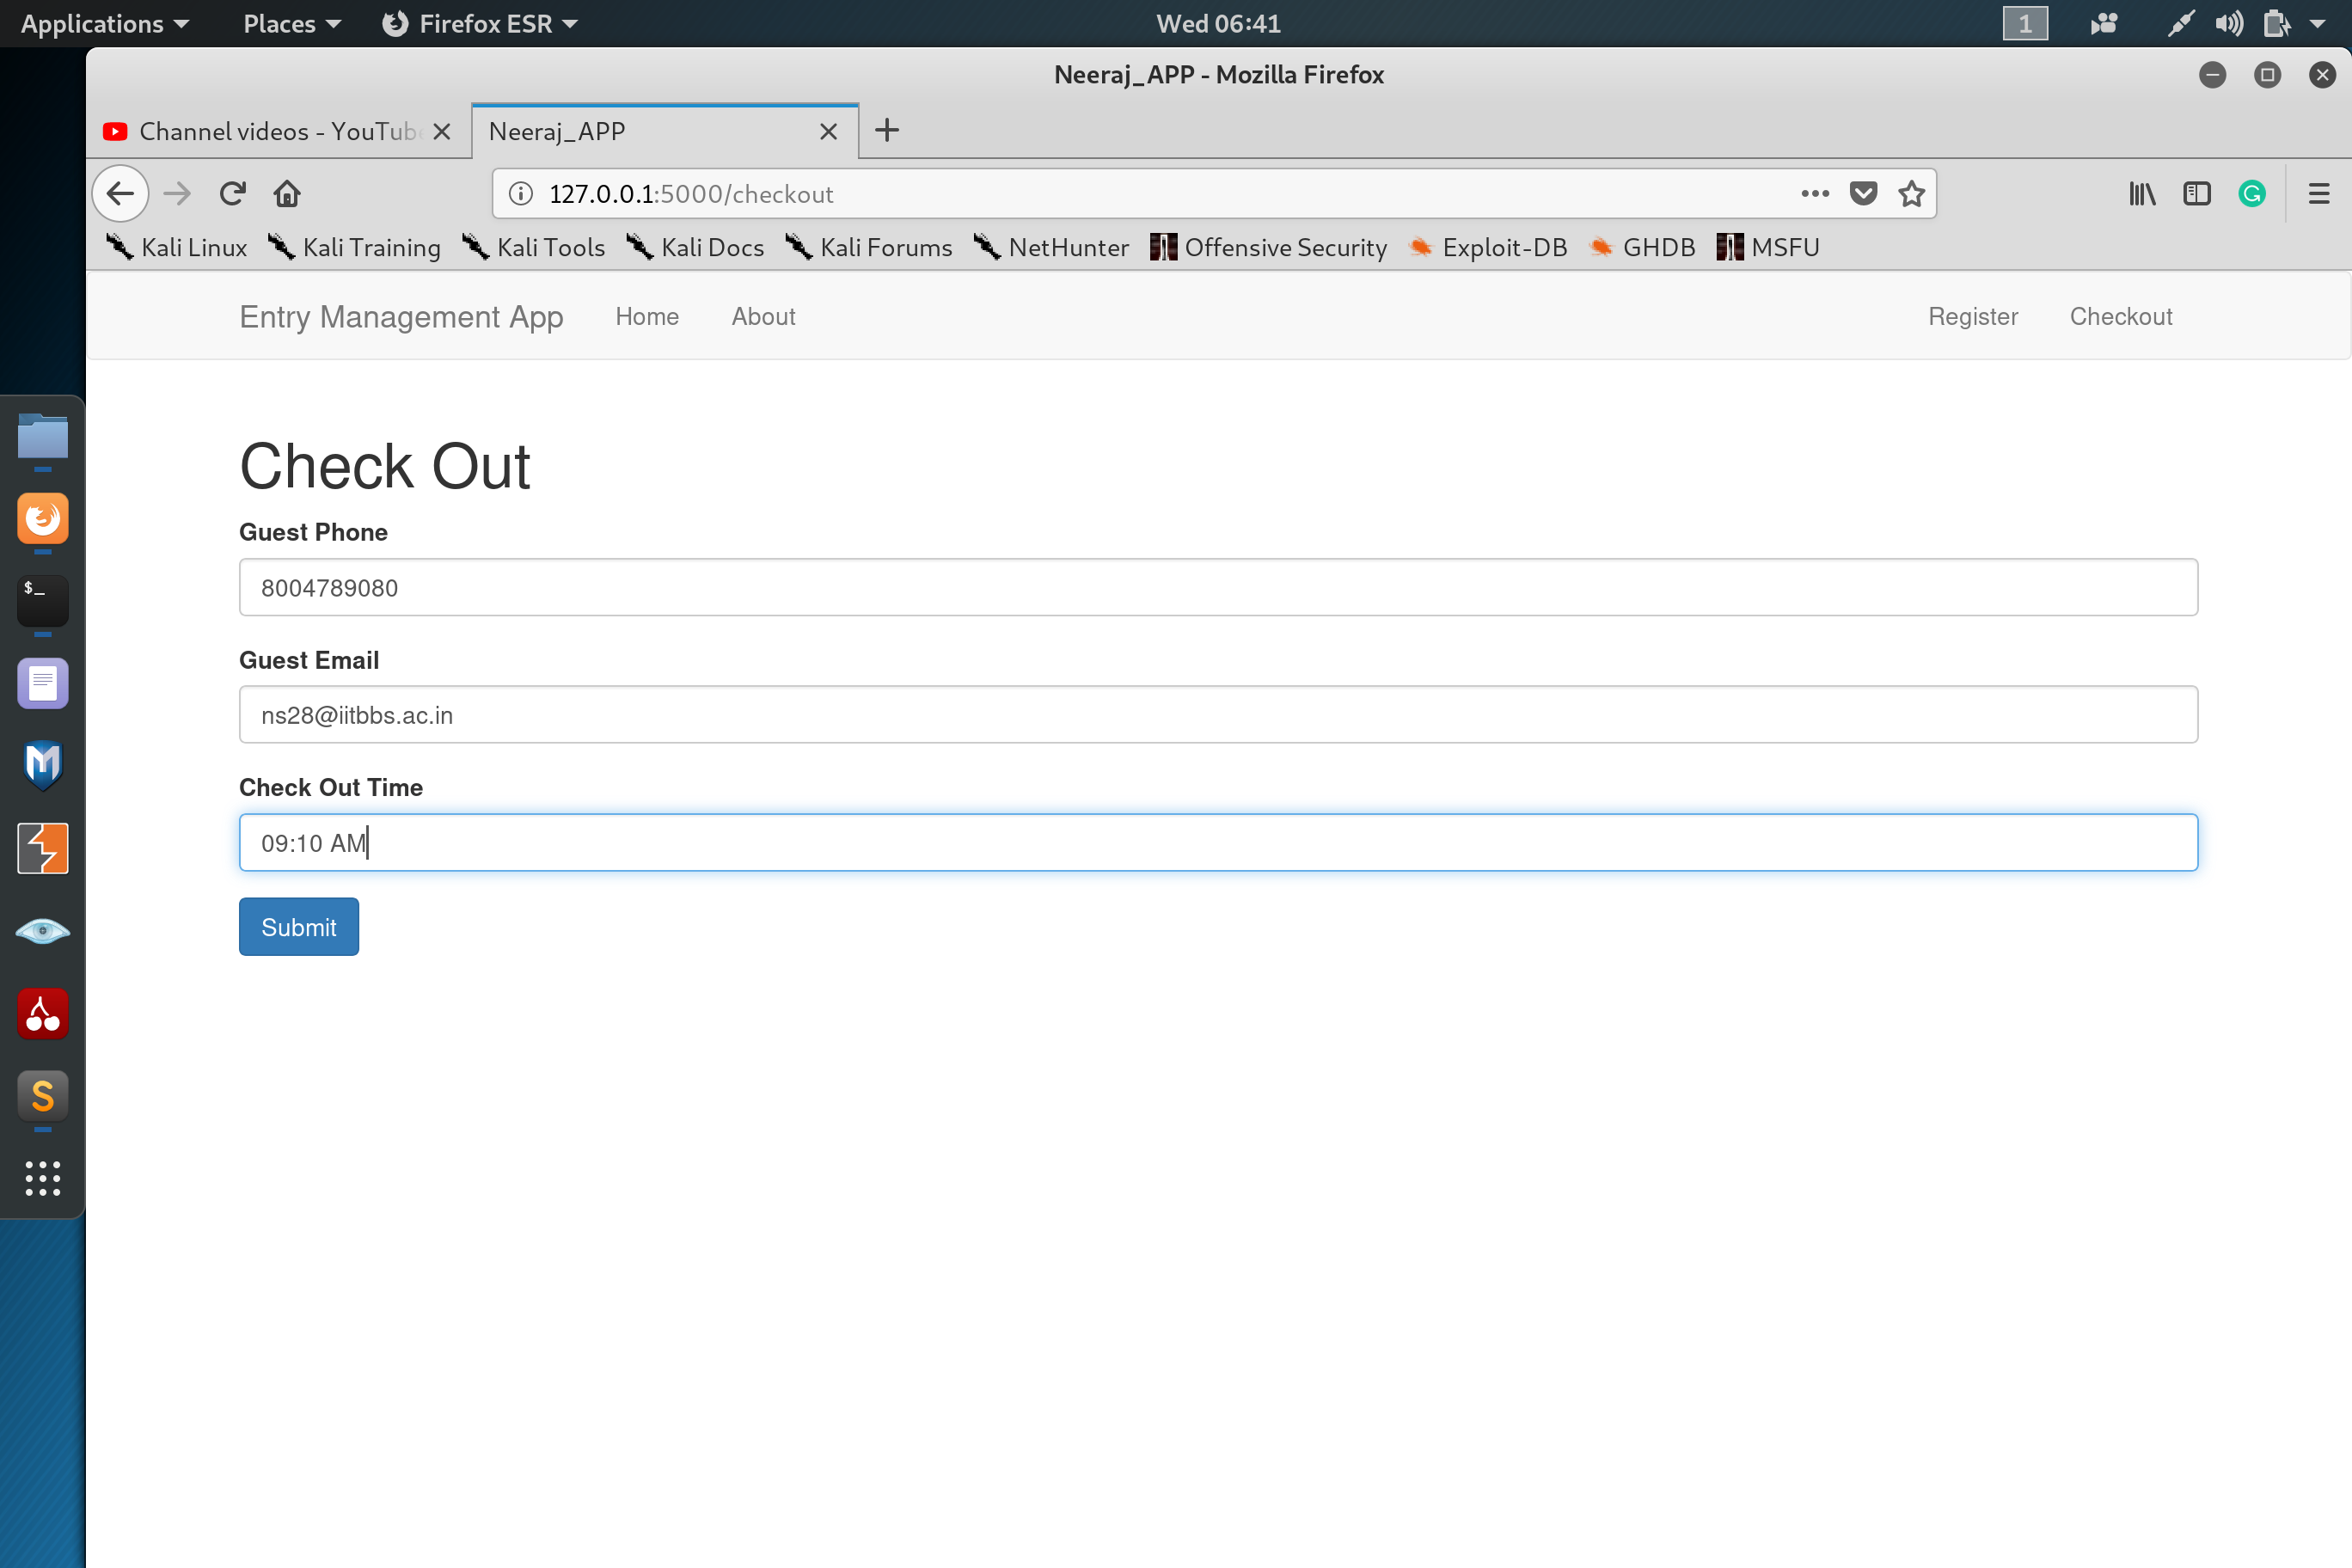 Applications Places Firefox ESR Wed 06:41 1
Neeraj_APP - Mozilla Firefox
Channel videos - YouTube Neeraj_APP
127.0.0.1:5000/checkout
Kali Linux Kali Training Kali Tools Kali Docs Kali Forums NetHunter Offensive Security Exploit-DB GHDB MSFU
Entry Management App Home About Register Checkout
Check Out
Guest Phone
8004789080
Guest Email
ns28@iitbbs.ac.in
Check Out Time
09:10 AM
Submit